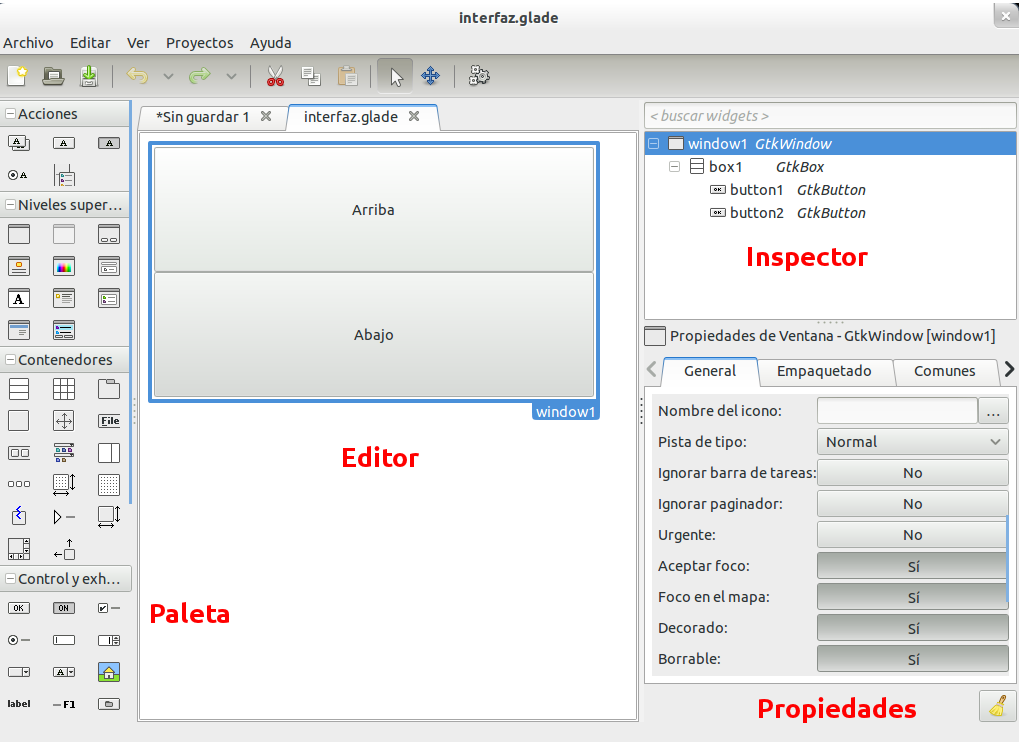 interfaz.glade
Archivo Editar Ver Proyectos Ayuda
Acciones
*Sin guardar 1
interfaz.glade
< buscar widgets >
window1 GtkWindow
box1 GtkBox
button1 GtkButton
button2 GtkButton
Inspector
Niveles super...
A
Contenedores
File
Control y exh...
OK ON
A
label F1
Arriba
Abajo
window1
Editor
Paleta
Propiedades de Ventana - GtkWindow [window1]
General Empaquetado Comunes
Nombre del icono: ...
Pista de tipo: Normal
Ignorar barra de tareas: No
Ignorar paginador: No
Urgente: No
Aceptar foco: Sí
Foco en el mapa: Sí
Decorado: Sí
Borrable: Sí
Propiedades